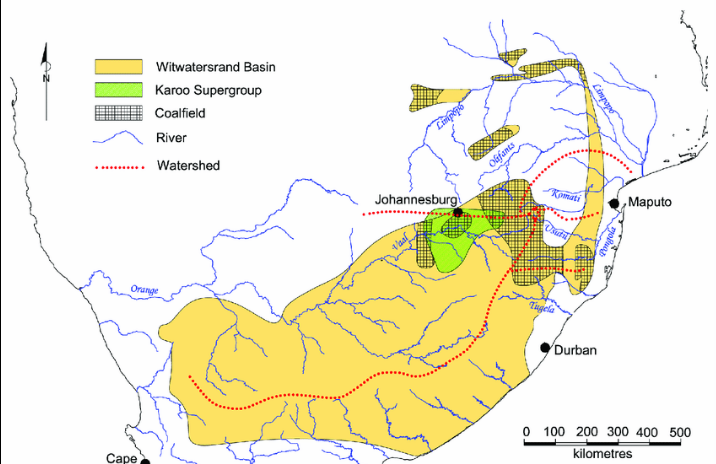 N
Witwatersrand Basin
Karoo Supergroup
Coalfield
River
Watershed
Limpopo
Limpopo
Olifants
Johannesburg
Komati
Maputo
Usutu
Vaal
Pongola
Orange
Tugela
Durban
0 100 200 300 400 500
kilometres
Cape